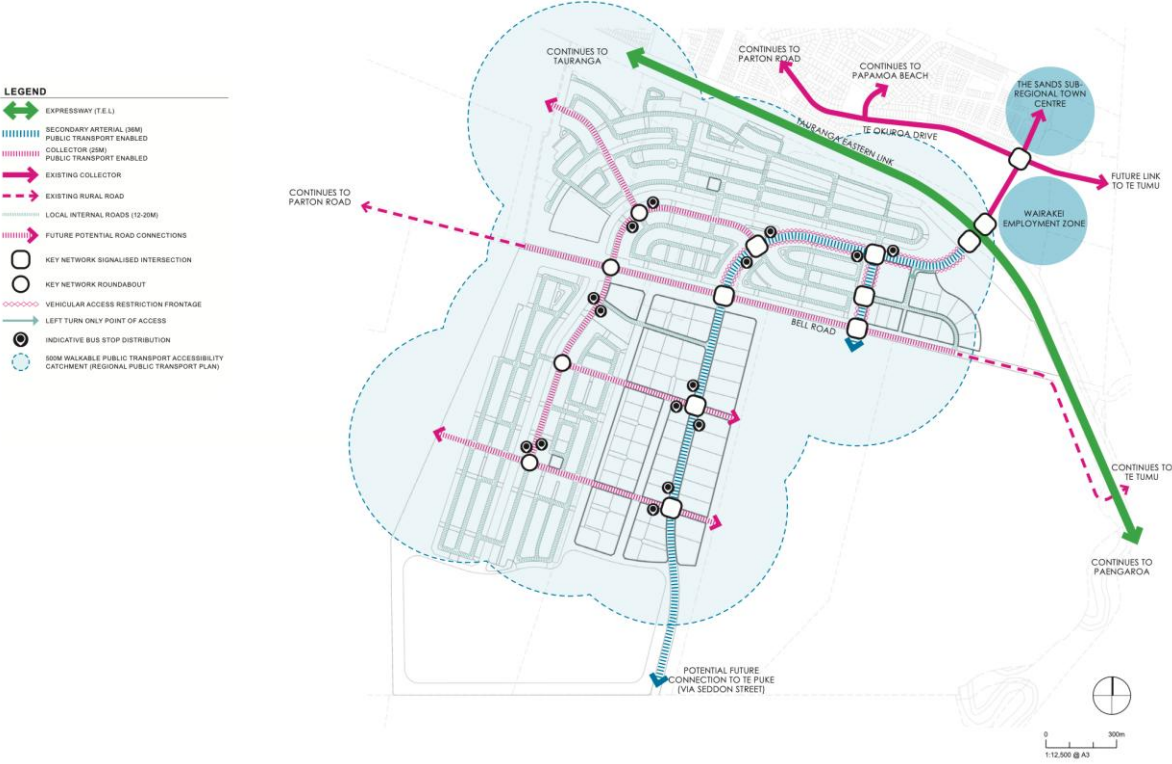 LEGEND
EXPRESSWAY (T.E.L)
SECONDARY ARTERIAL (36M)
PUBLIC TRANSPORT ENABLED
COLLECTOR (25M)
PUBLIC TRANSPORT ENABLED
EXISTING COLLECTOR
EXISTING RURAL ROAD
LOCAL INTERNAL ROADS (12-20M)
FUTURE POTENTIAL ROAD CONNECTIONS
KEY NETWORK SIGNALISED INTERSECTION
KEY NETWORK ROUNDABOUT
VEHICULAR ACCESS RESTRICTION FRONTAGE
LEFT TURN ONLY POINT OF ACCESS
INDICATIVE BUS STOP DISTRIBUTION
500M WALKABLE PUBLIC TRANSPORT ACCESSIBILITY
CATCHMENT (REGIONAL PUBLIC TRANSPORT PLAN)
CONTINUES TO
TAURANGA
CONTINUES TO
PARTON ROAD
CONTINUES TO
PAPAMOA BEACH
THE SANDS SUB-
REGIONAL TOWN
CENTRE
TE OKUROA DRIVE
TAURANGA EASTERN LINK
FUTURE LINK
TO TE TUMU
WAIRAKEI
EMPLOYMENT ZONE
CONTINUES TO
PARTON ROAD
BELL ROAD
CONTINUES TO
TE TUMU
CONTINUES TO
PAENGAROA
POTENTIAL FUTURE
CONNECTION TO TE PUKE
(VIA SEDDON STREET)
0 300m
1:12,500 @ A3